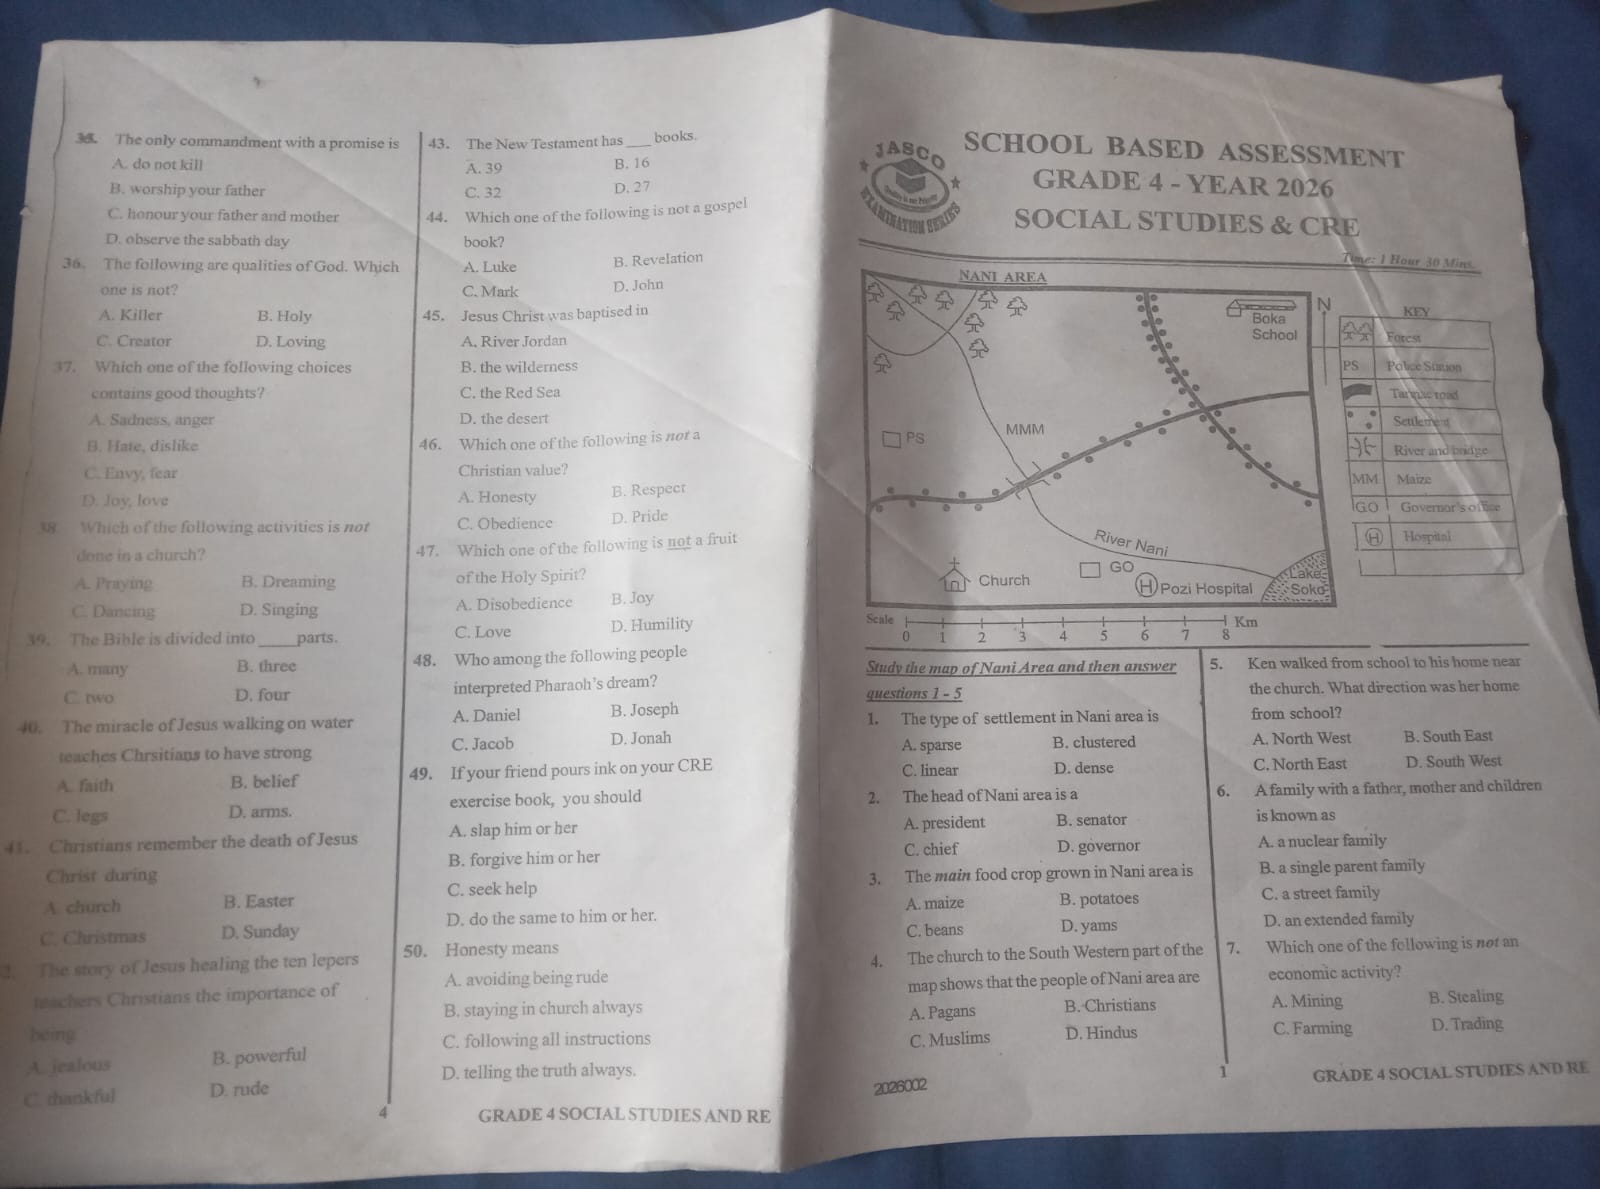 35. The only commandment with a promise is
A. do not kill
B. worship your father
C. honour your father and mother
D. observe the sabbath day
36. The following are qualities of God. Which
one is not?
A. Killer B. Holy
C. Creator D. Loving
37. Which one of the following choices
contains good thoughts?
A. Sadness, anger
B. Hate, dislike
C. Envy, fear
D. Joy, love
38. Which of the following activities is not
done in a church?
A. Praying B. Dreaming
C. Dancing D. Singing
39. The Bible is divided into ____ parts.
A. many B. three
C. two D. four
40. The miracle of Jesus walking on water
teaches Chrsitians to have strong
A. faith B. belief
C. legs D. arms.
41. Christians remember the death of Jesus
Christ during
A. church B. Easter
C. Christmas D. Sunday
2. The story of Jesus healing the ten lepers
teachers Christians the importance of
being
A. jealous B. powerful
C. thankful D. rude
43. The New Testament has ___ books.
A. 39 B. 16
C. 32 D. 27
44. Which one of the following is not a gospel
book?
A. Luke B. Revelation
C. Mark D. John
45. Jesus Christ was baptised in
A. River Jordan
B. the wilderness
C. the Red Sea
D. the desert
46. Which one of the following is not a
Christian value?
A. Honesty B. Respect
C. Obedience D. Pride
47. Which one of the following is not a fruit
of the Holy Spirit?
A. Disobedience B. Joy
C. Love D. Humility
48. Who among the following people
interpreted Pharaoh's dream?
A. Daniel B. Joseph
C. Jacob D. Jonah
49. If your friend pours ink on your CRE
exercise book, you should
A. slap him or her
B. forgive him or her
C. seek help
D. do the same to him or her.
50. Honesty means
A. avoiding being rude
B. staying in church always
C. following all instructions
D. telling the truth always.
4 GRADE 4 SOCIAL STUDIES AND RE
JASCO
EXAMINATION SERIES
SCHOOL BASED ASSESSMENT
GRADE 4 - YEAR 2026
SOCIAL STUDIES & CRE
Time: 1 Hour 30 Mins.
NANI AREA
Boka
School
N
PS
MMM
River Nani
GO
Church
H Pozi Hospital
Lake
Soko
KEY
Forest
PS Police Station
Tarmac road
Settlement
River and bridge
MM Maize
GO Governor's office
H Hospital
Scale 0 1 2 3 4 5 6 7 8 Km
Study the map of Nani Area and then answer
questions 1 - 5
1. The type of settlement in Nani area is
A. sparse B. clustered
C. linear D. dense
2. The head of Nani area is a
A. president B. senator
C. chief D. governor
3. The main food crop grown in Nani area is
A. maize B. potatoes
C. beans D. yams
4. The church to the South Western part of the
map shows that the people of Nani area are
A. Pagans B. Christians
C. Muslims D. Hindus
5. Ken walked from school to his home near
the church. What direction was her home
from school?
A. North West B. South East
C. North East D. South West
6. A family with a father, mother and children
is known as
A. a nuclear family
B. a single parent family
C. a street family
D. an extended family
7. Which one of the following is not an
economic activity?
A. Mining B. Stealing
C. Farming D. Trading
2026002
1 GRADE 4 SOCIAL STUDIES AND RE